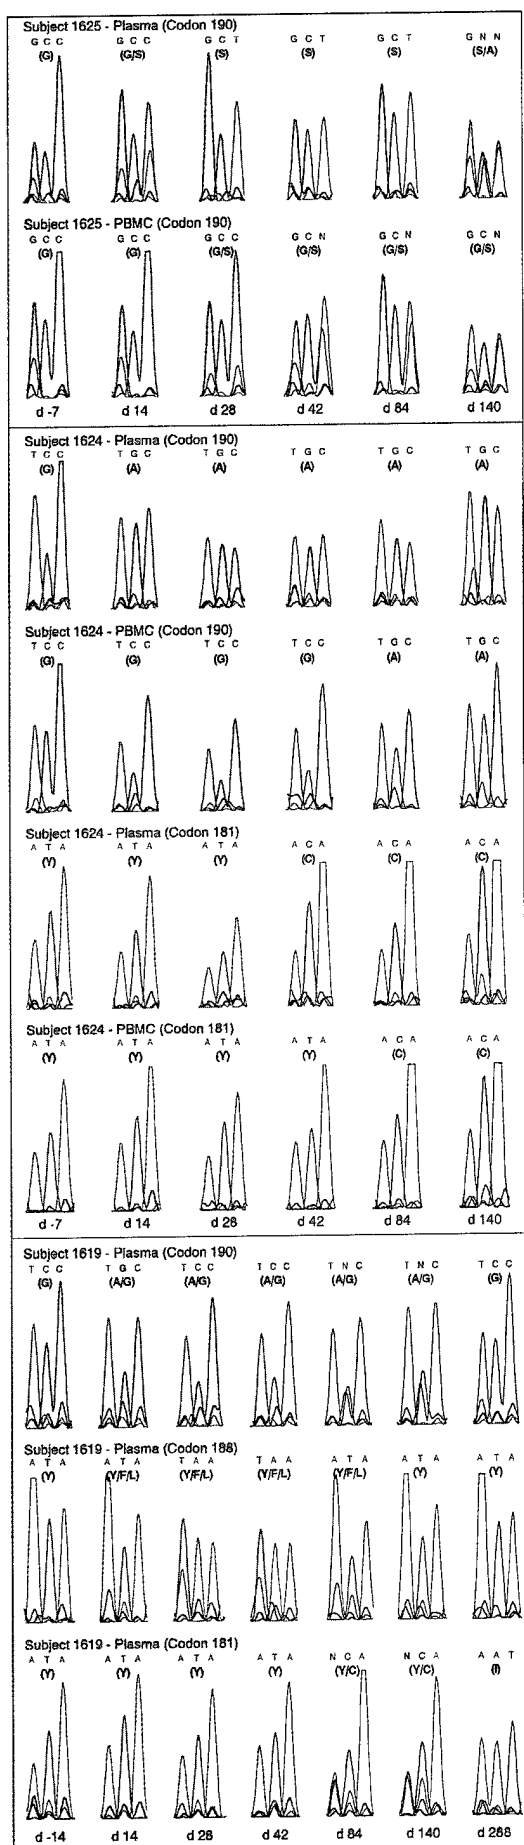 Subject 1625 - Plasma (Codon 190)
G C C G C C G C T G C T G C T G N N
(G) (G/S) (S) (S) (S) (S/A)
Subject 1625 - PBMC (Codon 190)
G C C G C C G C C G C N G C N G C N
(G) (G) (G/S) (G/S) (G/S) (G/S)
d -7 d 14 d 28 d 42 d 84 d 140
Subject 1624 - Plasma (Codon 190)
T C C T G C T G C T G C T G C T G C
(G) (A) (A) (A) (A) (A)
Subject 1624 - PBMC (Codon 190)
T C C T C C T C C T C C T G C T G C
(G) (G) (G) (G) (A) (A)
Subject 1624 - Plasma (Codon 181)
A T A A T A A T A A C A A C A A C A
(Y) (Y) (Y) (C) (C) (C)
Subject 1624 - PBMC (Codon 181)
A T A A T A A T A A T A A C A A C A
(Y) (Y) (Y) (Y) (C) (C)
d -7 d 14 d 28 d 42 d 84 d 140
Subject 1619 - Plasma (Codon 190)
T C C T G C T C C T C C T N C T N C T C C
(G) (A/G) (A/G) (A/G) (A/G) (A/G) (G)
Subject 1619 - Plasma (Codon 188)
A T A A T A T A A T A A A T A A T A A T A
(Y) (Y/F/L) (Y/F/L) (Y/F/L) (Y/F/L) (Y) (Y)
Subject 1619 - Plasma (Codon 181)
A T A A T A A T A A T A N C A N C A A A T
(Y) (Y) (Y) (Y) (Y/C) (Y/C) (I)
d -14 d 14 d 28 d 42 d 84 d 140 d 288